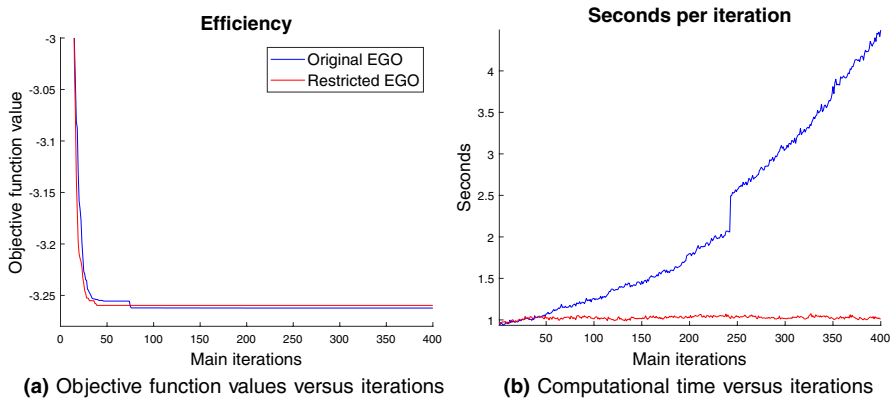 Efficiency
Original EGO
Restricted EGO
Objective function value
-3
-3.05
-3.1
-3.15
-3.2
-3.25
0 50 100 150 200 250 300 350 400
Main iterations
(a) Objective function values versus iterations
Seconds per iteration
Seconds
4
3.5
3
2.5
2
1.5
1
50 100 150 200 250 300 350 400
Main iterations
(b) Computational time versus iterations